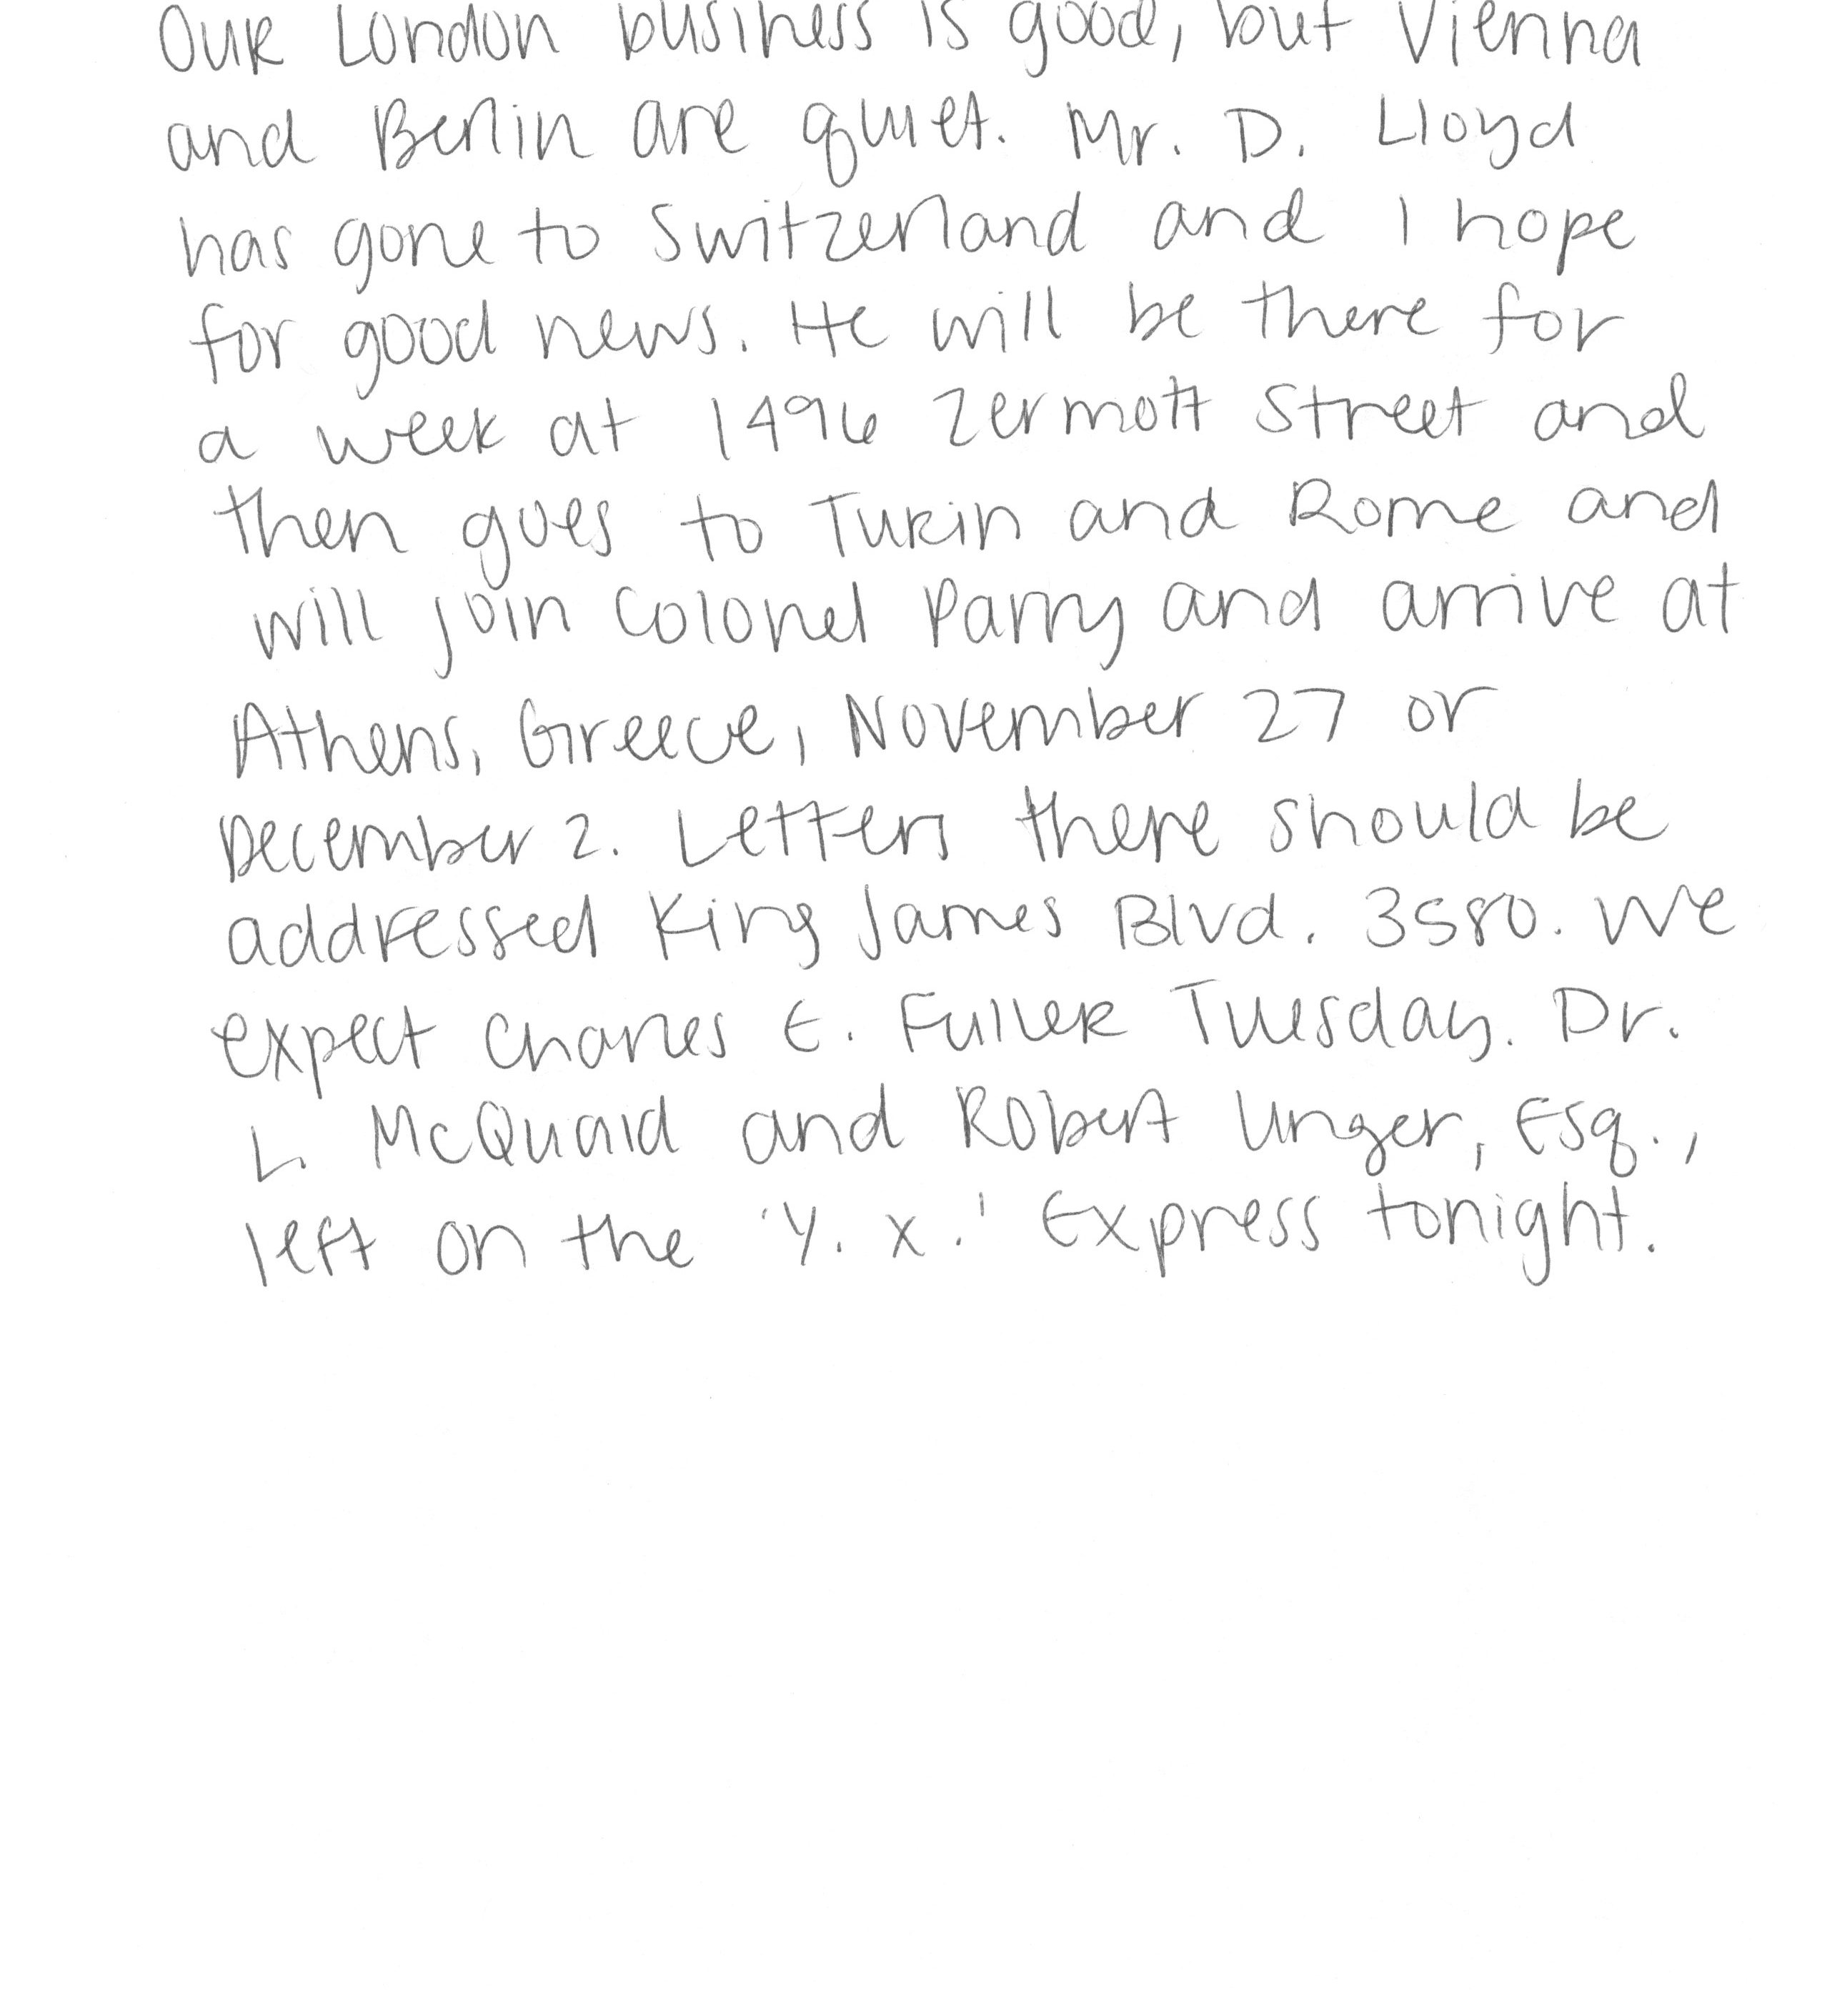 Our London business is good, but Vienna
and Berlin are quiet. Mr. D. Lloyd
has gone to Switzerland and I hope
for good news. He will be there for
a week at 1496 Zermott Street and
then goes to Turin and Rome and
will join Colonel Parry and arrive at
Athens, Greece, November 27 or
December 2. Letters there should be
addressed King James Blvd. 3580. We
expect Charles E. Fuller Tuesday. Dr.
L. McQuaid and Robert Unger, Esq.,
left on the 'Y. X.' Express tonight.